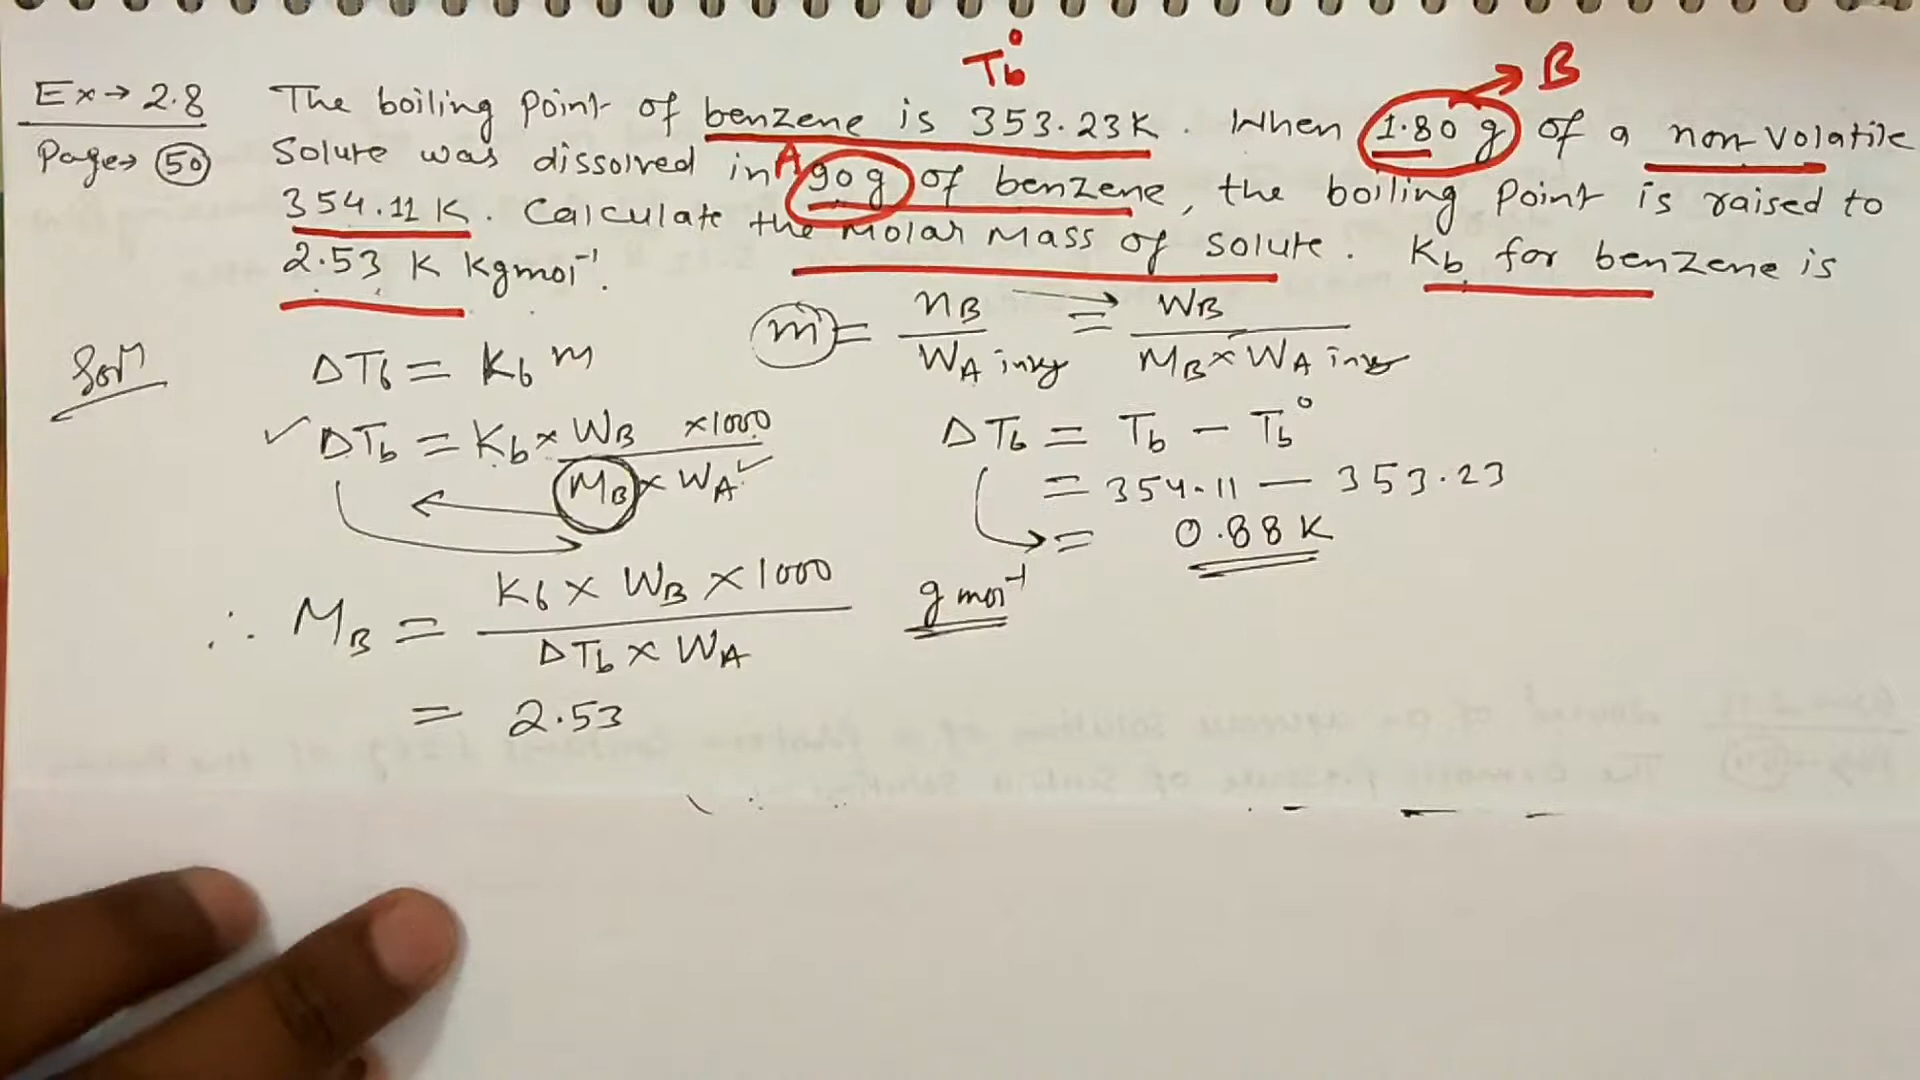 Tb°
Ex→ 2.8 The boiling point of benzene is 353.23K. When 1.80 g of a non-volatile → B
Page→ 50 Solute was dissolved in A 90 g of benzene, the boiling point is raised to
354.11 K. Calculate the Molar Mass of solute. Kb for benzene is
2.53 K Kgmol⁻¹.
m = nB / WA in kg = WB / MB × WA in kg
Solⁿ ΔTb = Kb m
✓ ΔTb = Kb × WB × 1000 / MB × WA ✓
ΔTb = Tb – Tb°
= 354.11 – 353.23
= 0.88 K
∴ MB = Kb × WB × 1000 / ΔTb × WA g mol⁻¹
= 2.53